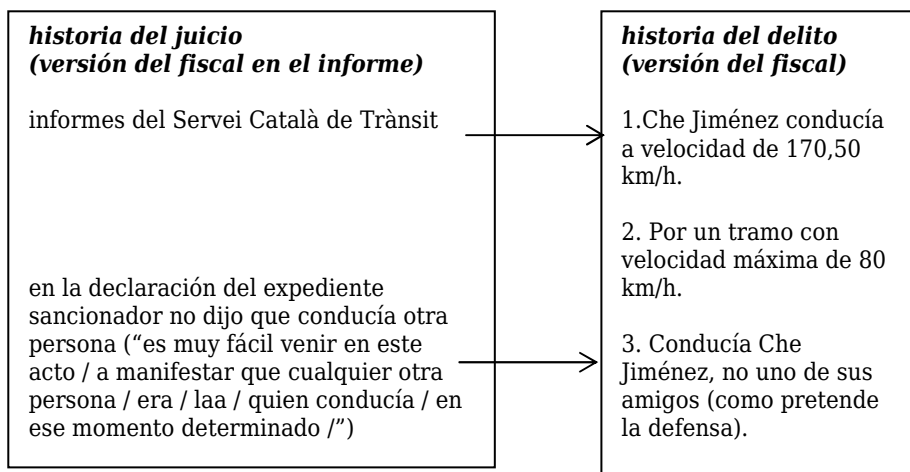 historia del juicio
(versión del fiscal en el informe)
informes del Servei Català de Trànsit
en la declaración del expediente
sancionador no dijo que conducía otra
persona (“es muy fácil venir en este
acto / a manifestar que cualquier otra
persona / era / laa / quien conducía / en
ese momento determinado /”)
historia del delito
(versión del fiscal)
1.Che Jiménez conducía
a velocidad de 170,50
km/h.
2. Por un tramo con
velocidad máxima de 80
km/h.
3. Conducía Che
Jiménez, no uno de sus
amigos (como pretende
la defensa).